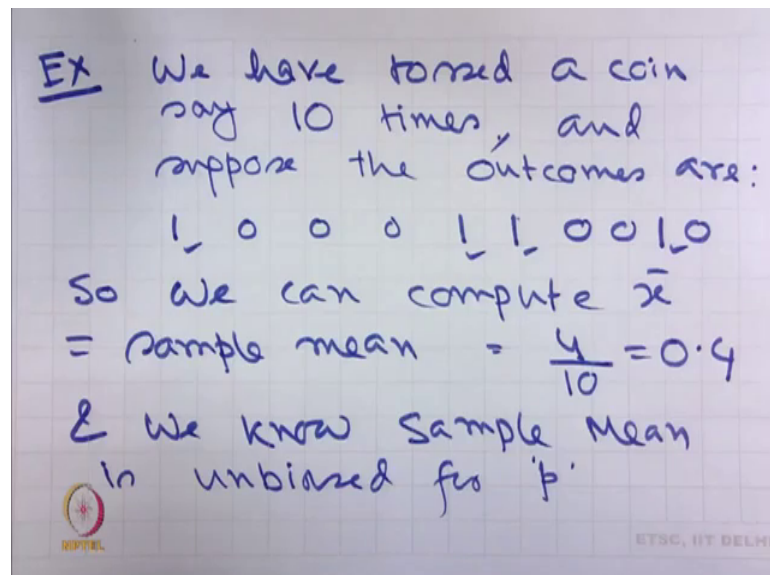 Ex We have tossed a coin
say 10 times, and
suppose the outcomes are:
1 0 0 0 1 1 0 0 1 0
So we can compute x̄
= sample mean = 4/10 = 0.4
& we know Sample Mean
is unbiased for 'p'
NPTEL
ETSC, IIT DELHI